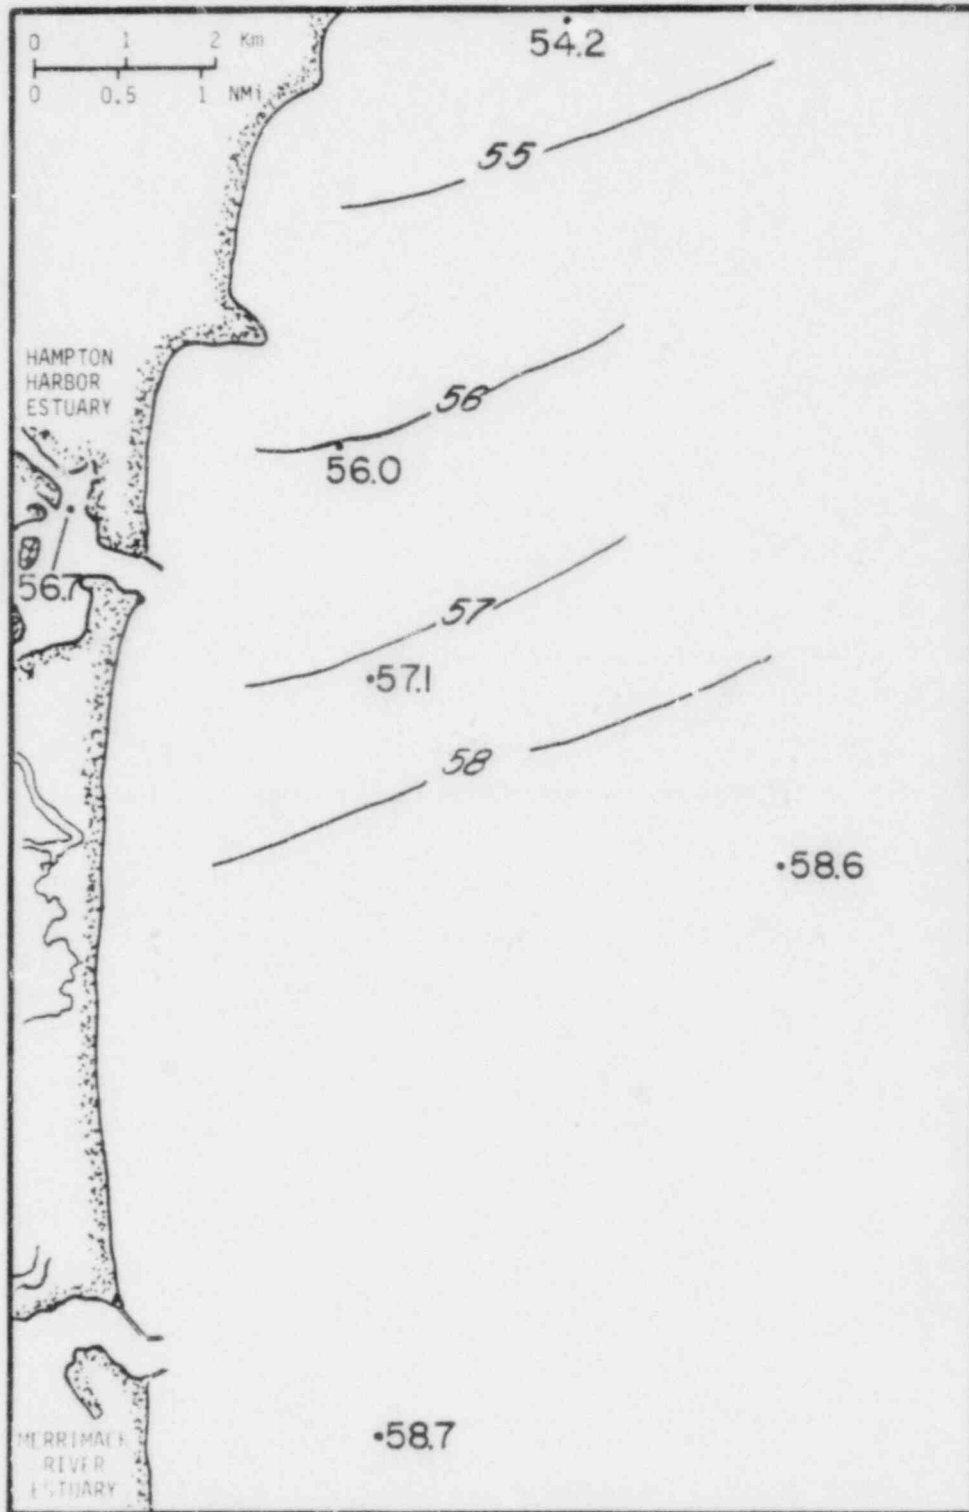 0 1 2 Km
0 0.5 1 NMi
54.2
55
HAMPTON
HARBOR
ESTUARY
56
56.0
56.7
57
57.1
58
58.6
58.7
MERRIMACK
RIVER
ESTUARY